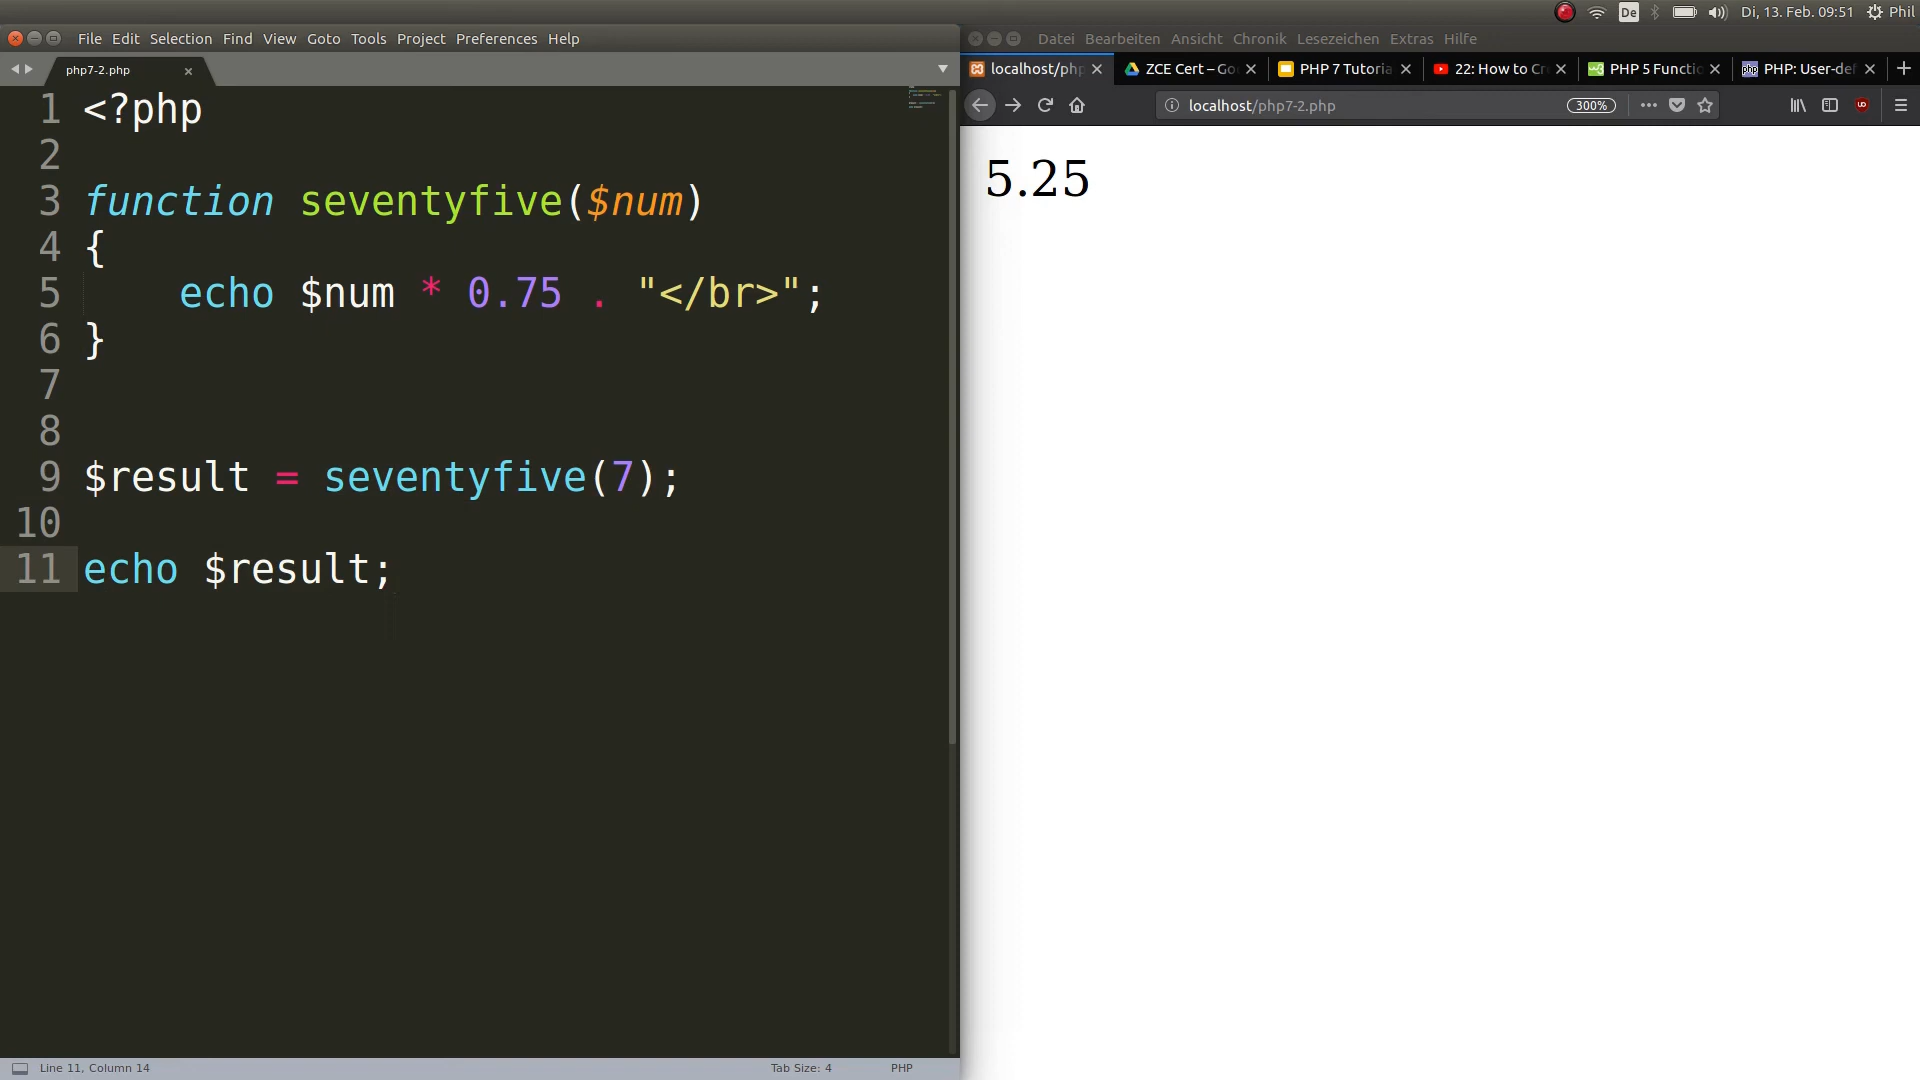 De Di, 13. Feb. 09:51 Phil
File Edit Selection Find View Goto Tools Project Preferences Help
Datei Bearbeiten Ansicht Chronik Lesezeichen Extras Hilfe
php7-2.php
localhost/php ZCE Cert – Go PHP 7 Tutoria 22: How to Cr PHP 5 Functio PHP: User-def
localhost/php7-2.php 300%
1 <?php
2
3 function seventyfive($num)
4 {
5 echo $num * 0.75 . "</br>";
6 }
7
8
9 $result = seventyfive(7);
10
11 echo $result;
5.25
Line 11, Column 14 Tab Size: 4 PHP